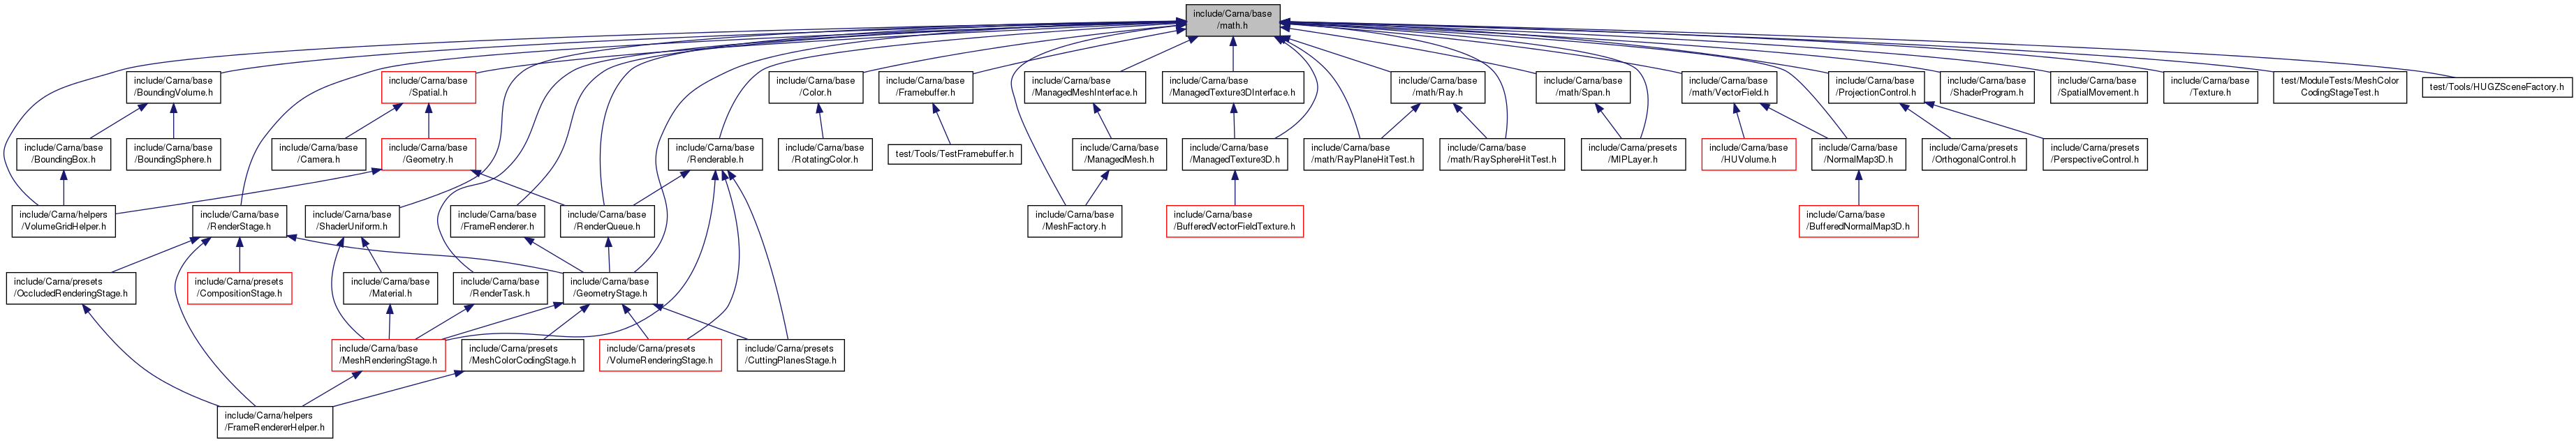 include/Carna/base
/math.h
include/Carna/base
/BoundingVolume.h
include/Carna/base
/Spatial.h
include/Carna/base
/Color.h
include/Carna/base
/Framebuffer.h
include/Carna/base
/ManagedMeshInterface.h
include/Carna/base
/ManagedTexture3DInterface.h
include/Carna/base
/math/Ray.h
include/Carna/base
/math/Span.h
include/Carna/base
/math/VectorField.h
include/Carna/base
/ProjectionControl.h
include/Carna/base
/ShaderProgram.h
include/Carna/base
/SpatialMovement.h
include/Carna/base
/Texture.h
test/ModuleTests/MeshColor
CodingStageTest.h
test/Tools/HUGZSceneFactory.h
include/Carna/base
/BoundingBox.h
include/Carna/base
/BoundingSphere.h
include/Carna/base
/Camera.h
include/Carna/base
/Geometry.h
include/Carna/base
/Renderable.h
include/Carna/base
/RotatingColor.h
test/Tools/TestFramebuffer.h
include/Carna/base
/ManagedMesh.h
include/Carna/base
/ManagedTexture3D.h
include/Carna/base
/math/RayPlaneHitTest.h
include/Carna/base
/math/RaySphereHitTest.h
include/Carna/presets
/MIPLayer.h
include/Carna/base
/HUVolume.h
include/Carna/base
/NormalMap3D.h
include/Carna/presets
/OrthogonalControl.h
include/Carna/presets
/PerspectiveControl.h
include/Carna/helpers
/VolumeGridHelper.h
include/Carna/base
/RenderStage.h
include/Carna/base
/ShaderUniform.h
include/Carna/base
/FrameRenderer.h
include/Carna/base
/RenderQueue.h
include/Carna/base
/MeshFactory.h
include/Carna/base
/BufferedVectorFieldTexture.h
include/Carna/base
/BufferedNormalMap3D.h
include/Carna/presets
/OccludedRenderingStage.h
include/Carna/presets
/CompositionStage.h
include/Carna/base
/Material.h
include/Carna/base
/RenderTask.h
include/Carna/base
/GeometryStage.h
include/Carna/base
/MeshRenderingStage.h
include/Carna/presets
/MeshColorCodingStage.h
include/Carna/presets
/VolumeRenderingStage.h
include/Carna/presets
/CuttingPlanesStage.h
include/Carna/helpers
/FrameRendererHelper.h